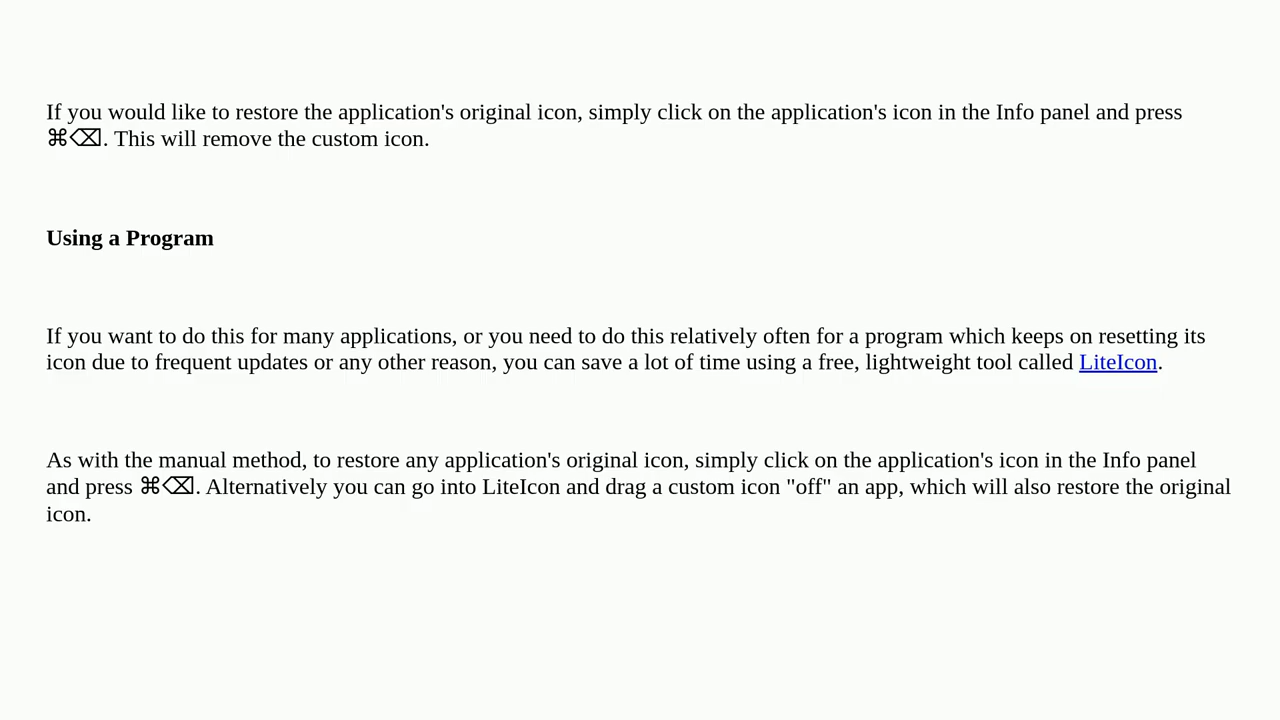 If you would like to restore the application's original icon, simply click on the application's icon in the Info panel and press
⌘⌫. This will remove the custom icon.
Using a Program
If you want to do this for many applications, or you need to do this relatively often for a program which keeps on resetting its
icon due to frequent updates or any other reason, you can save a lot of time using a free, lightweight tool called LiteIcon.
As with the manual method, to restore any application's original icon, simply click on the application's icon in the Info panel
and press ⌘⌫. Alternatively you can go into LiteIcon and drag a custom icon "off" an app, which will also restore the original
icon.